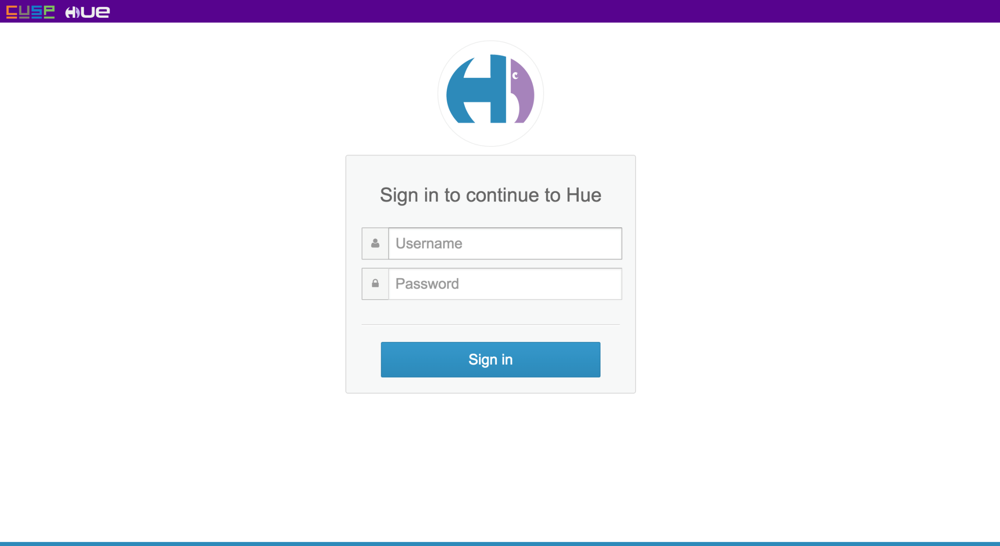 CUSP HUE
Sign in to continue to Hue
Username
Password
Sign in